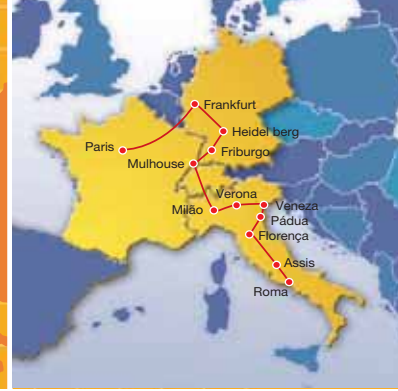 Frankfurt
Heidel berg
Paris
Friburgo
Mulhouse
Verona
Milão
Veneza
Pádua
Florença
Assis
Roma